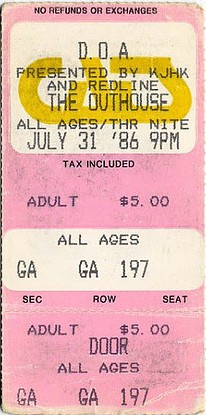 NO REFUNDS OR EXCHANGES
D.O.A.
PRESENTED BY KJHK
AND REDLINE
THE OUTHOUSE
ALL AGES/THR NITE
JULY 31 '86 9PM
TAX INCLUDED
ADULT $5.00
ALL AGES
GA GA 197
SEC ROW SEAT
ADULT $5.00
DOOR
ALL AGES
GA GA 197